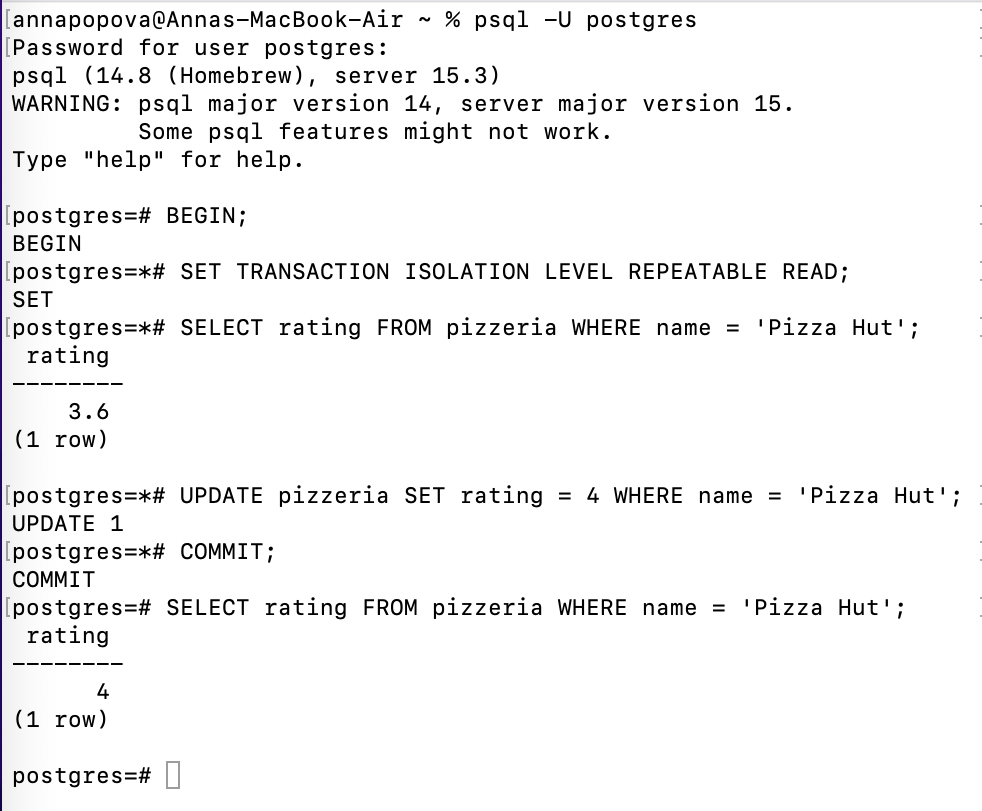 [annapopova@Annas-MacBook-Air ~ % psql -U postgres
[Password for user postgres:
psql (14.8 (Homebrew), server 15.3)
WARNING: psql major version 14, server major version 15.
         Some psql features might not work.
Type "help" for help.

[postgres=# BEGIN;
BEGIN
[postgres=*# SET TRANSACTION ISOLATION LEVEL REPEATABLE READ;
SET
[postgres=*# SELECT rating FROM pizzeria WHERE name = 'Pizza Hut';
 rating
--------
    3.6
(1 row)

[postgres=*# UPDATE pizzeria SET rating = 4 WHERE name = 'Pizza Hut';
UPDATE 1
[postgres=*# COMMIT;
COMMIT
[postgres=# SELECT rating FROM pizzeria WHERE name = 'Pizza Hut';
 rating
--------
      4
(1 row)

postgres=#